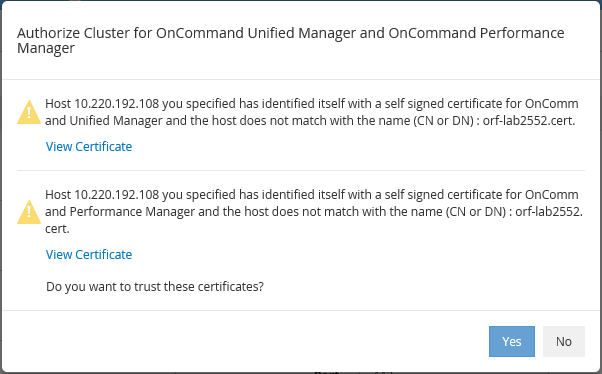 Authorize Cluster for OnCommand Unified Manager and OnCommand Performance
Manager
Host 10.220.192.108 you specified has identified itself with a self signed certificate for OnComm
and Unified Manager and the host does not match with the name (CN or DN) : orf-lab2552.cert.
View Certificate
Host 10.220.192.108 you specified has identified itself with a self signed certificate for OnComm
and Performance Manager and the host does not match with the name (CN or DN) : orf-lab2552.
cert.
View Certificate
Do you want to trust these certificates?
Yes No